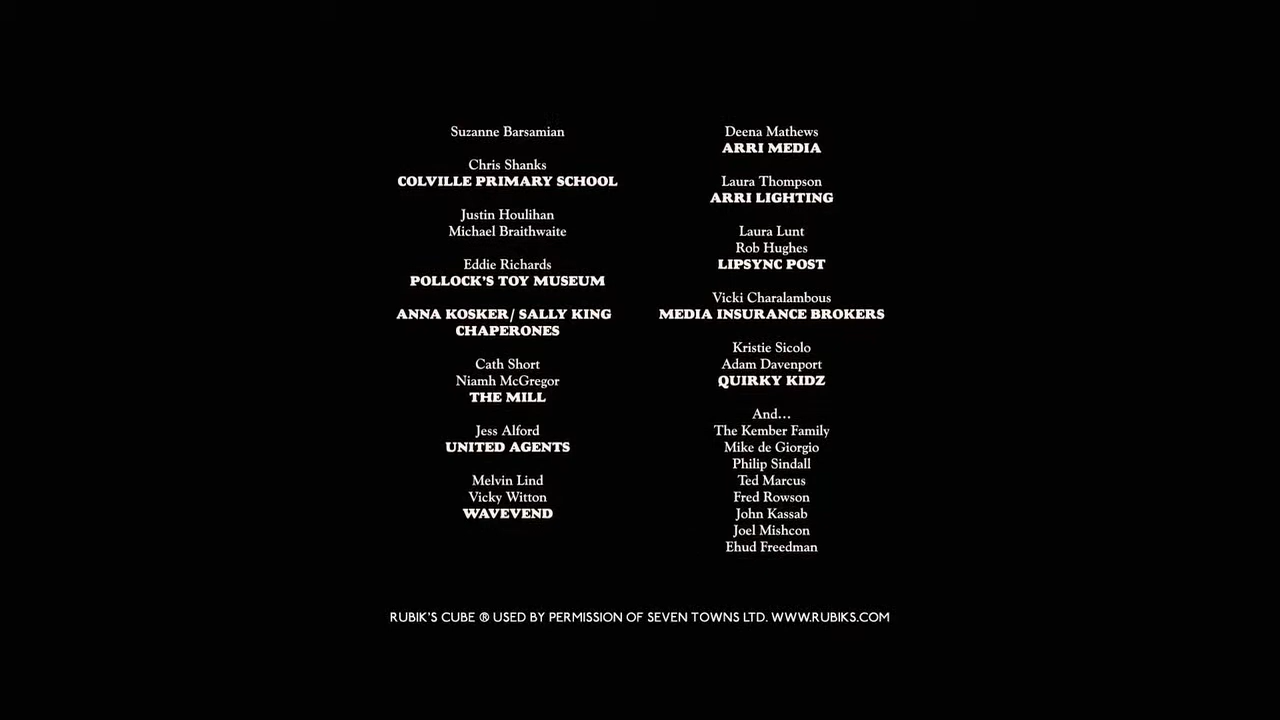 Suzanne Barsamian
Chris Shanks
COLVILLE PRIMARY SCHOOL
Justin Houlihan
Michael Braithwaite
Eddie Richards
POLLOCK'S TOY MUSEUM
ANNA KOSKER/ SALLY KING
CHAPERONES
Cath Short
Niamh McGregor
THE MILL
Jess Alford
UNITED AGENTS
Melvin Lind
Vicky Witton
WAVEVEND
Deena Mathews
ARRI MEDIA
Laura Thompson
ARRI LIGHTING
Laura Lunt
Rob Hughes
LIPSYNC POST
Vicki Charalambous
MEDIA INSURANCE BROKERS
Kristie Sicolo
Adam Davenport
QUIRKY KIDZ
And...
The Kember Family
Mike de Giorgio
Philip Sindall
Ted Marcus
Fred Rowson
John Kassab
Joel Mishcon
Ehud Freedman
RUBIK'S CUBE ® USED BY PERMISSION OF SEVEN TOWNS LTD. WWW.RUBIKS.COM